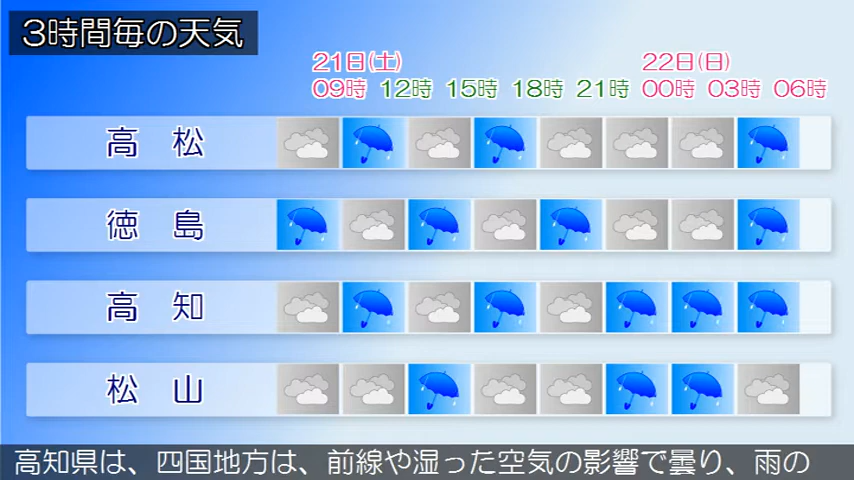 3時間毎の天気
21日(土) 22日(日)
09時 12時 15時 18時 21時 00時 03時 06時
高 松
徳 島
高 知
松 山
高知県は、四国地方は、前線や湿った空気の影響で曇り、雨の